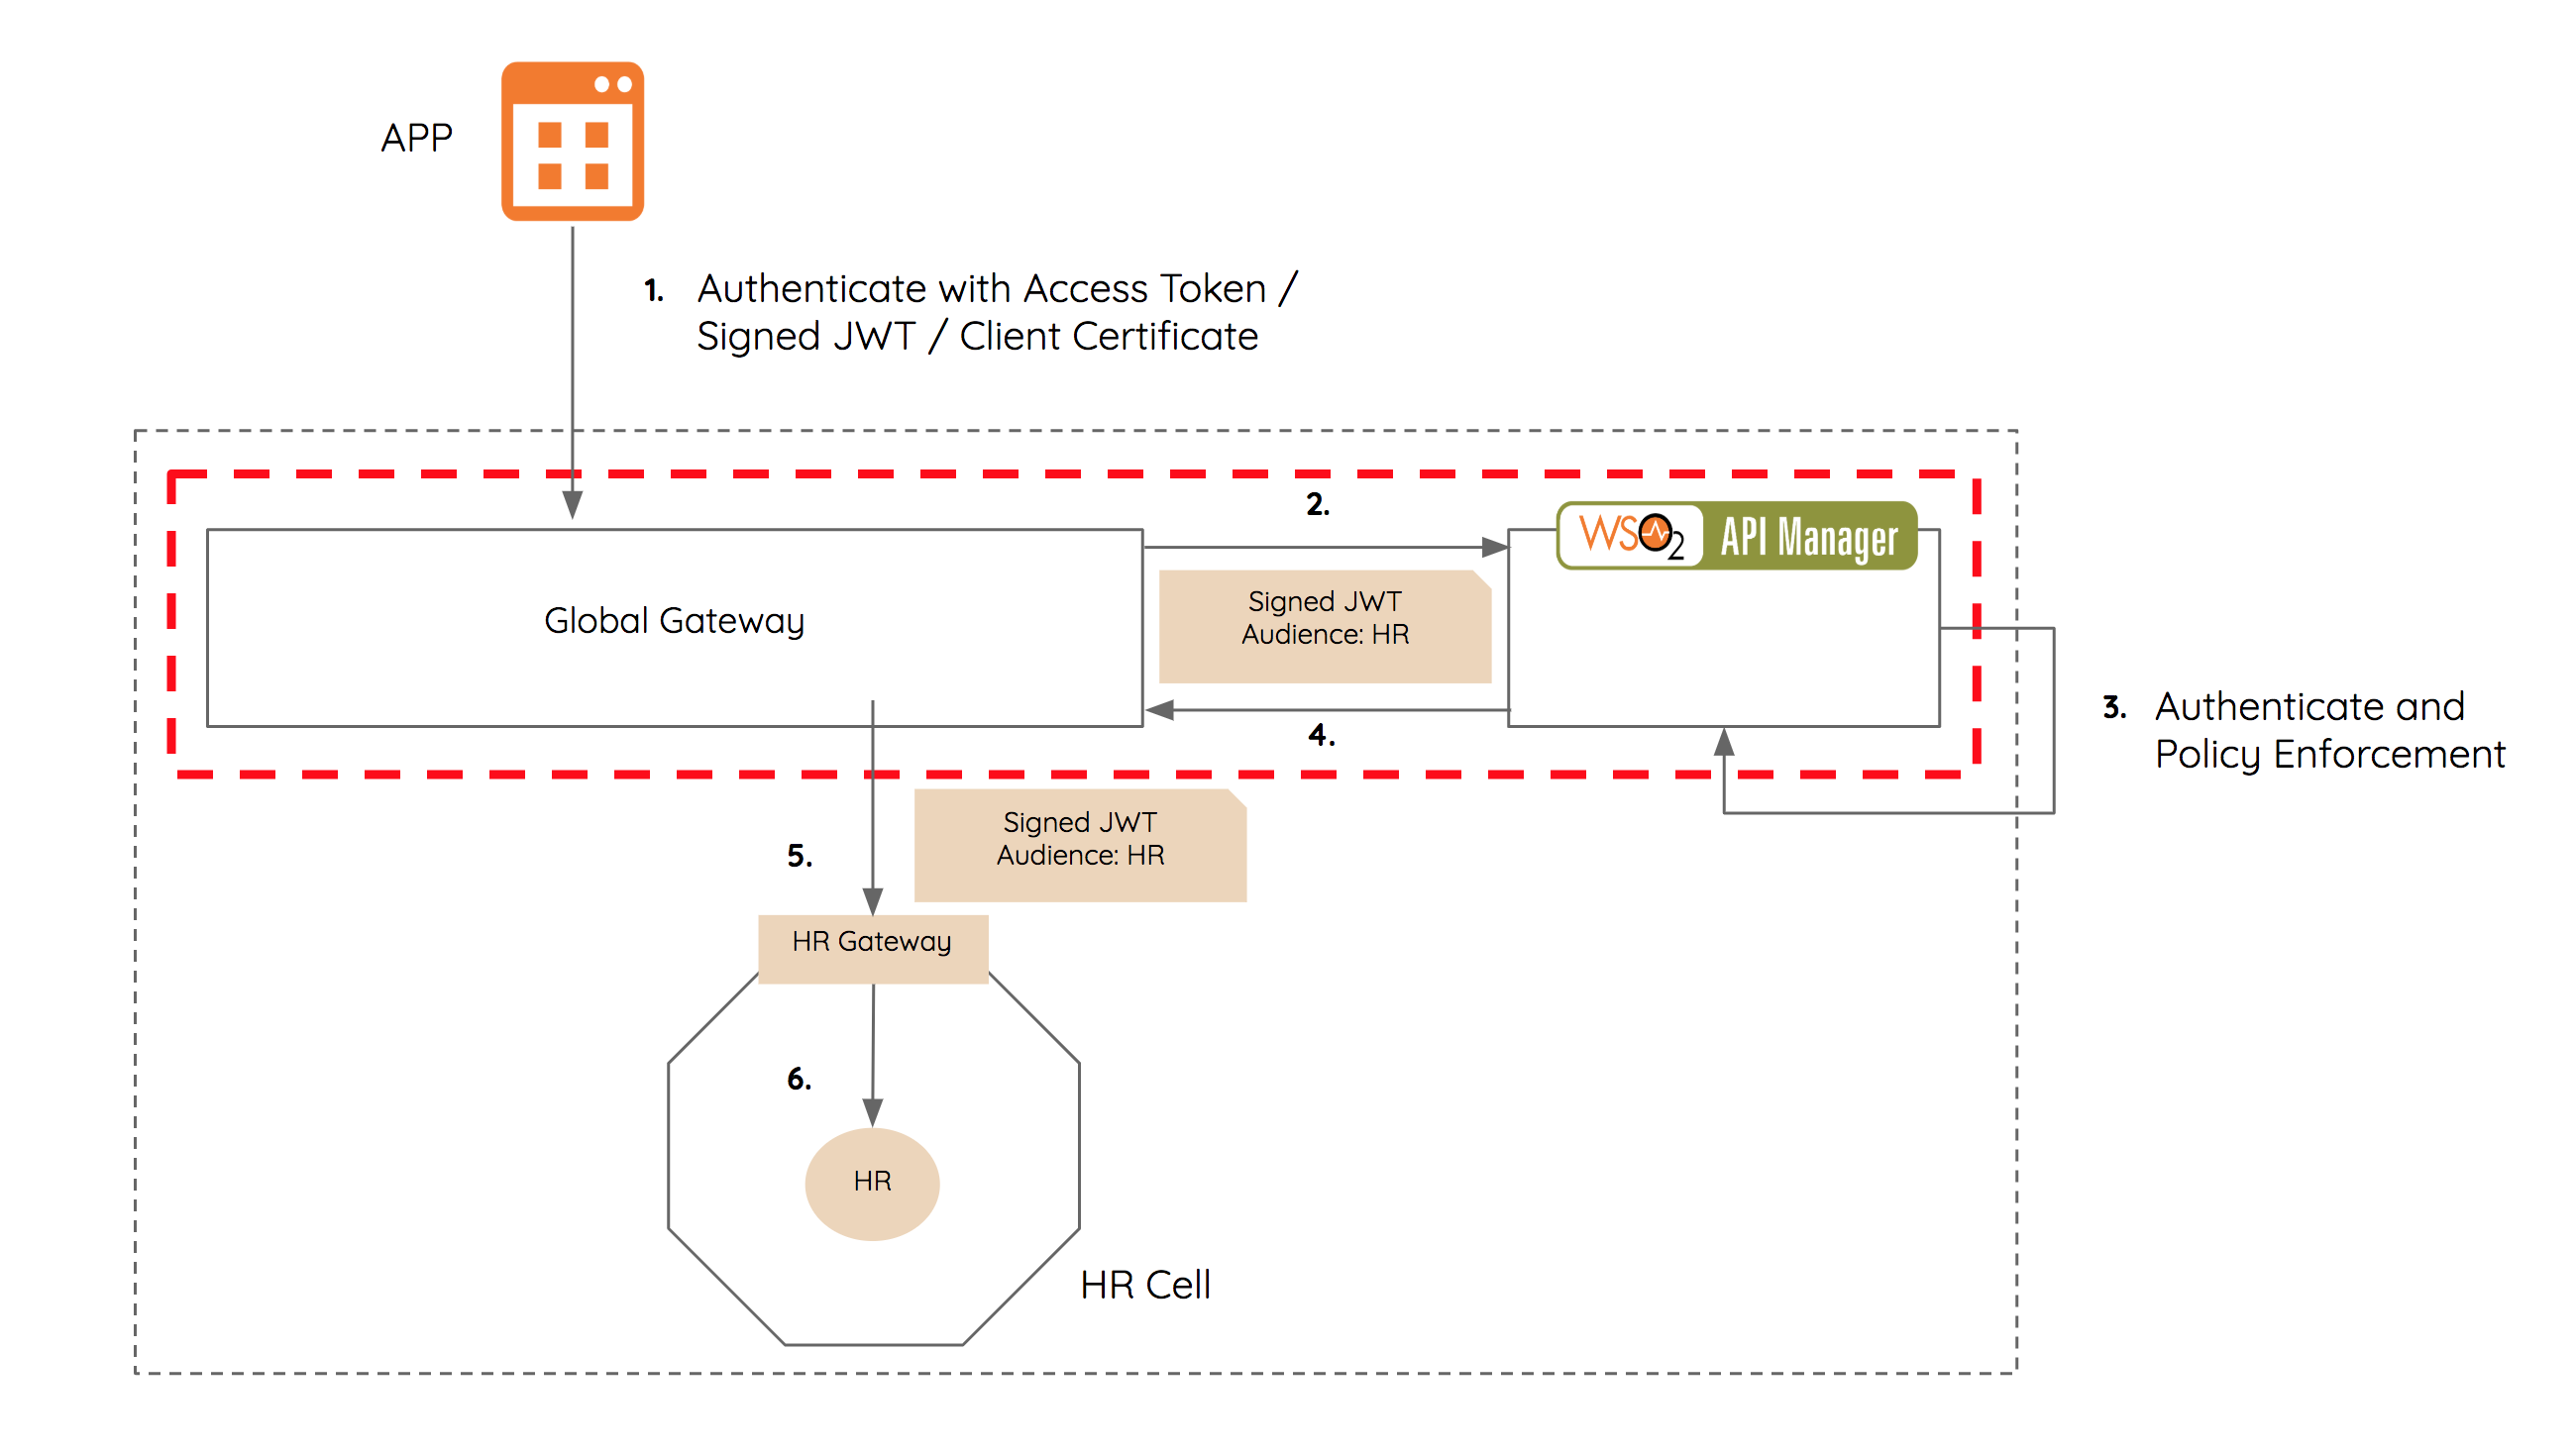 APP
1. Authenticate with Access Token /
Signed JWT / Client Certificate
2.
WSO2 API Manager
Global Gateway
Signed JWT
Audience: HR
4.
3. Authenticate and
Policy Enforcement
5.
Signed JWT
Audience: HR
HR Gateway
6.
HR
HR Cell